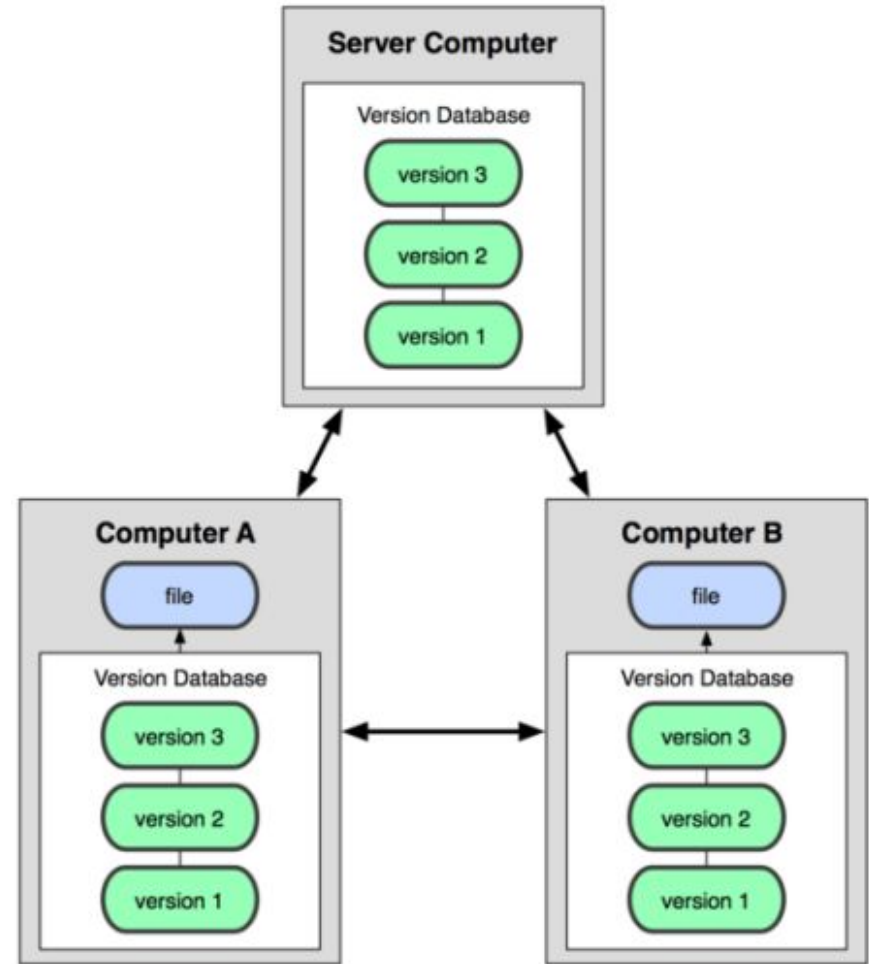 Server Computer
Version Database
version 3
version 2
version 1
Computer A
file
Version Database
version 3
version 2
version 1
Computer B
file
Version Database
version 3
version 2
version 1